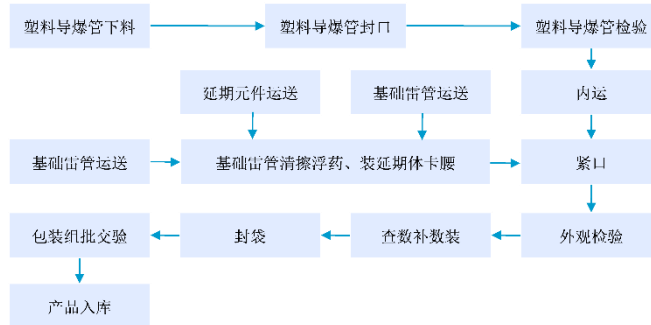 塑料导爆管下料
塑料导爆管封口
塑料导爆管检验
延期元件运送
基础雷管运送
内运
基础雷管运送
基础雷管清擦浮药、装延期体卡腰
紧口
包装组批交验
封袋
查数补数装
外观检验
产品入库